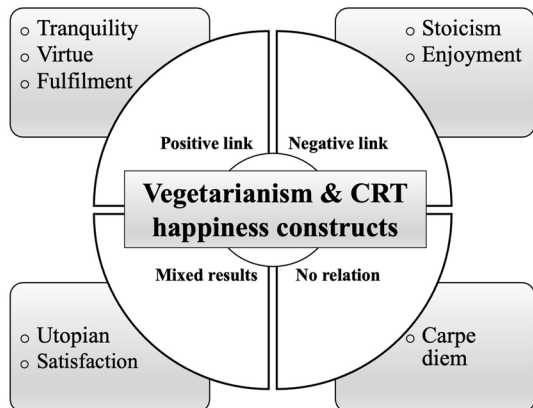 ○ Tranquility
○ Virtue
○ Fulfilment
○ Stoicism
○ Enjoyment
Positive link
Negative link
Vegetarianism & CRT
happiness constructs
Mixed results
No relation
○ Utopian
○ Satisfaction
○ Carpe
diem